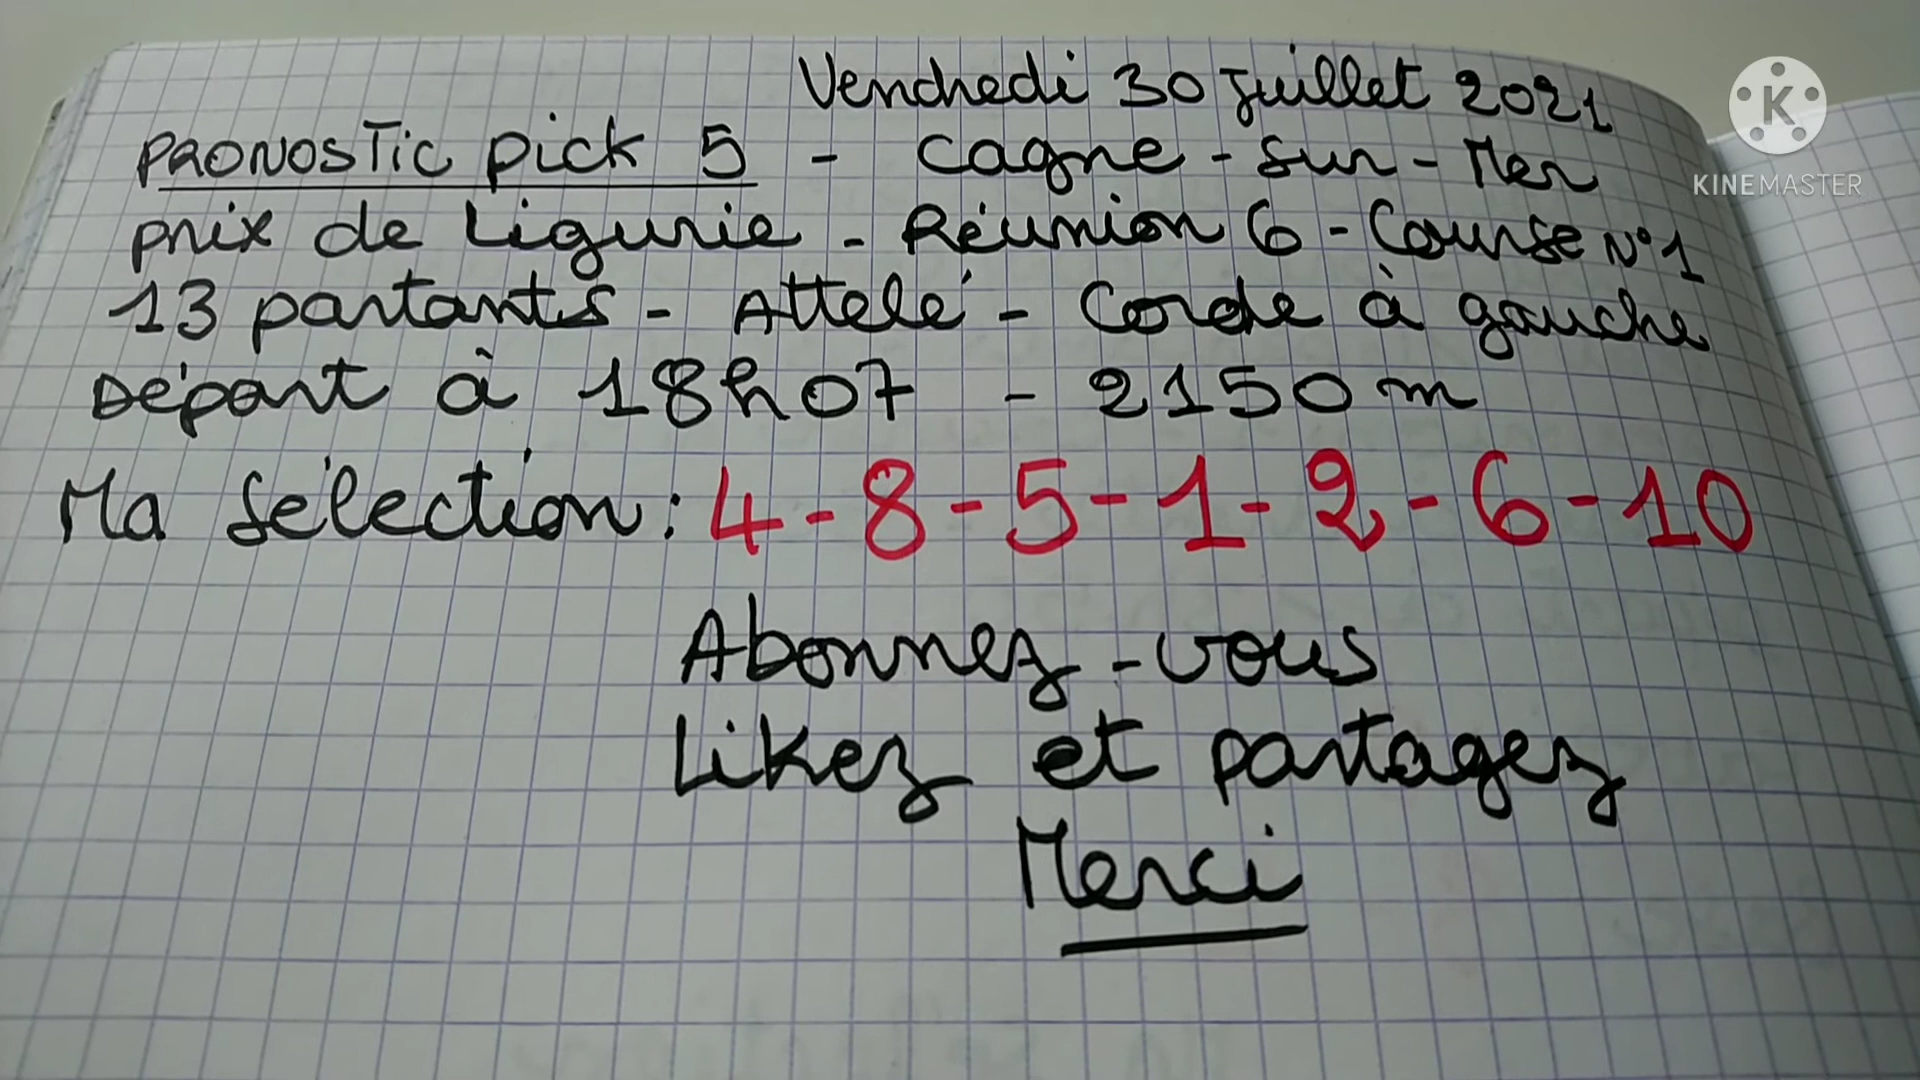 Vendredi 30 Juillet 2021
PRONOSTIC PICK 5 - Cagne-sur-Mer
prix de Ligurie - Réunion 6 - Course N°1
13 partants - Attelé - Corde à gauche
Départ à 18h07 - 2150m
Ma sélection : 4-8-5-1-2-6-10
Abonnez-vous
Likez et partagez
Merci
K
KINEMASTER